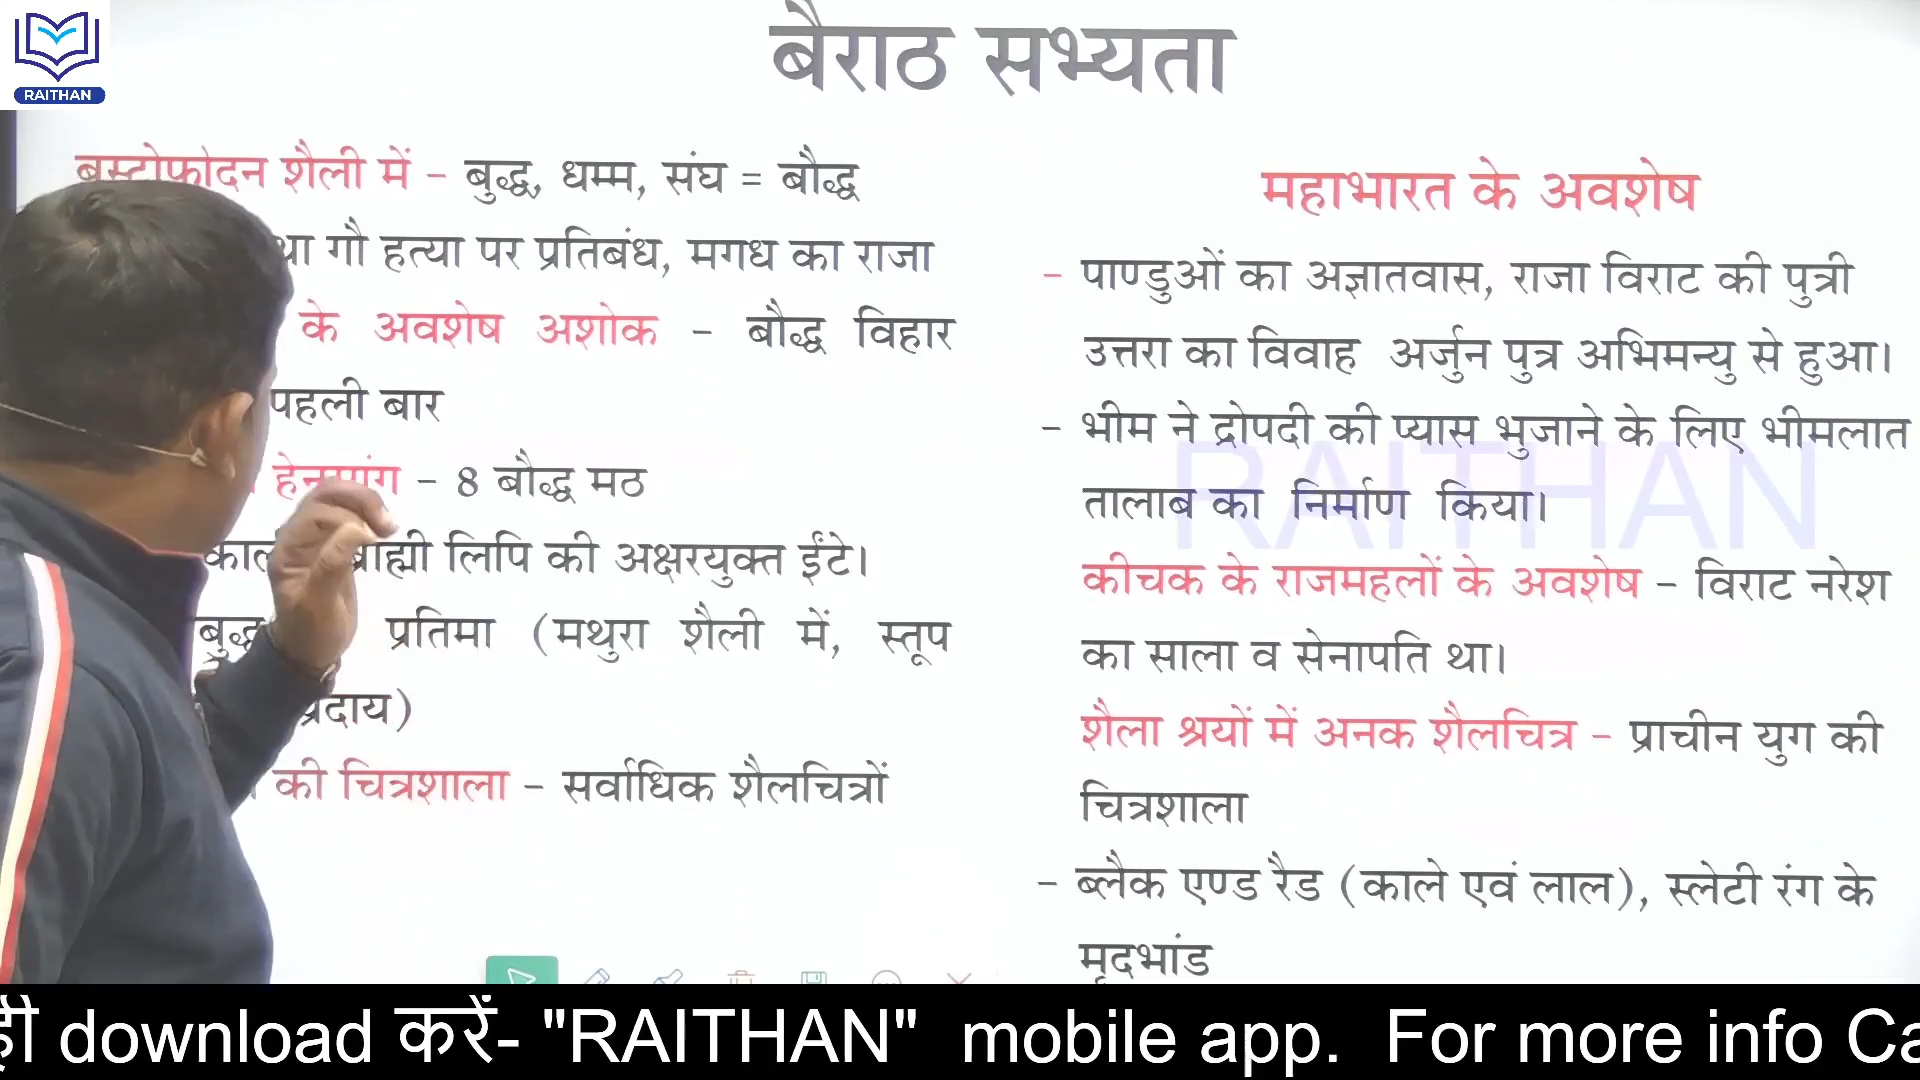 RAITHAN
बैराठ सभ्यता
बुस्टोफादन शैली में - बुद्ध, धम्म, संघ = बौद्ध
गौ हत्या पर प्रतिबंध, मगध का राजा
के अवशेष अशोक - बौद्ध विहार
पहली बार
- 8 बौद्ध मठ
ब्राह्मी लिपि की अक्षरयुक्त ईंटे।
बुद्ध प्रतिमा (मथुरा शैली में, स्तूप
की चित्रशाला - सर्वाधिक शैलचित्रों
महाभारत के अवशेष
- पाण्डुओं का अज्ञातवास, राजा विराट की पुत्री
उत्तरा का विवाह अर्जुन पुत्र अभिमन्यु से हुआ।
- भीम ने द्रोपदी की प्यास भुजाने के लिए भीमलात
तालाब का निर्माण किया।
कीचक के राजमहलों के अवशेष - विराट नरेश
का साला व सेनापति था।
शैला श्रयों में अनक शैलचित्र - प्राचीन युग की
चित्रशाला
- ब्लैक एण्ड रैड (काले एवं लाल), स्लेटी रंग के
मृदभांड
RAITHAN
download करें- "RAITHAN" mobile app. For more info